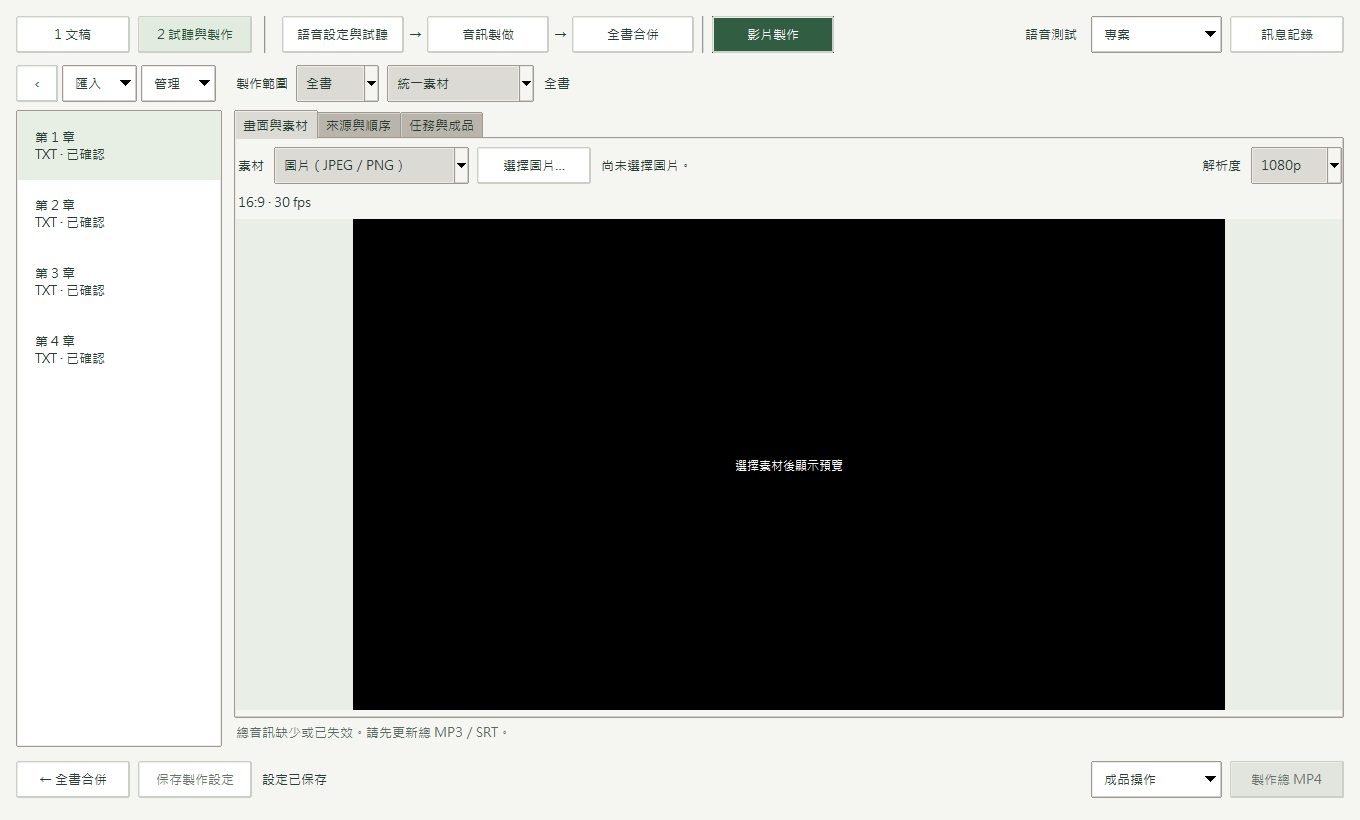 1 文稿
2 試聽與製作
語音設定與試聽
→
音訊製做
→
全書合併
影片製作
語音測試
專案
訊息記錄
‹
匯入
管理
製作範圍
全書
統一素材
全書
第 1 章
TXT · 已確認
第 2 章
TXT · 已確認
第 3 章
TXT · 已確認
第 4 章
TXT · 已確認
畫面與素材
來源與順序
任務與成品
素材
圖片（JPEG / PNG）
選擇圖片...
尚未選擇圖片。
解析度
1080p
16:9 · 30 fps
選擇素材後顯示預覽
總音訊缺少或已失效。請先更新總 MP3 / SRT。
← 全書合併
保存製作設定
設定已保存
成品操作
製作總 MP4